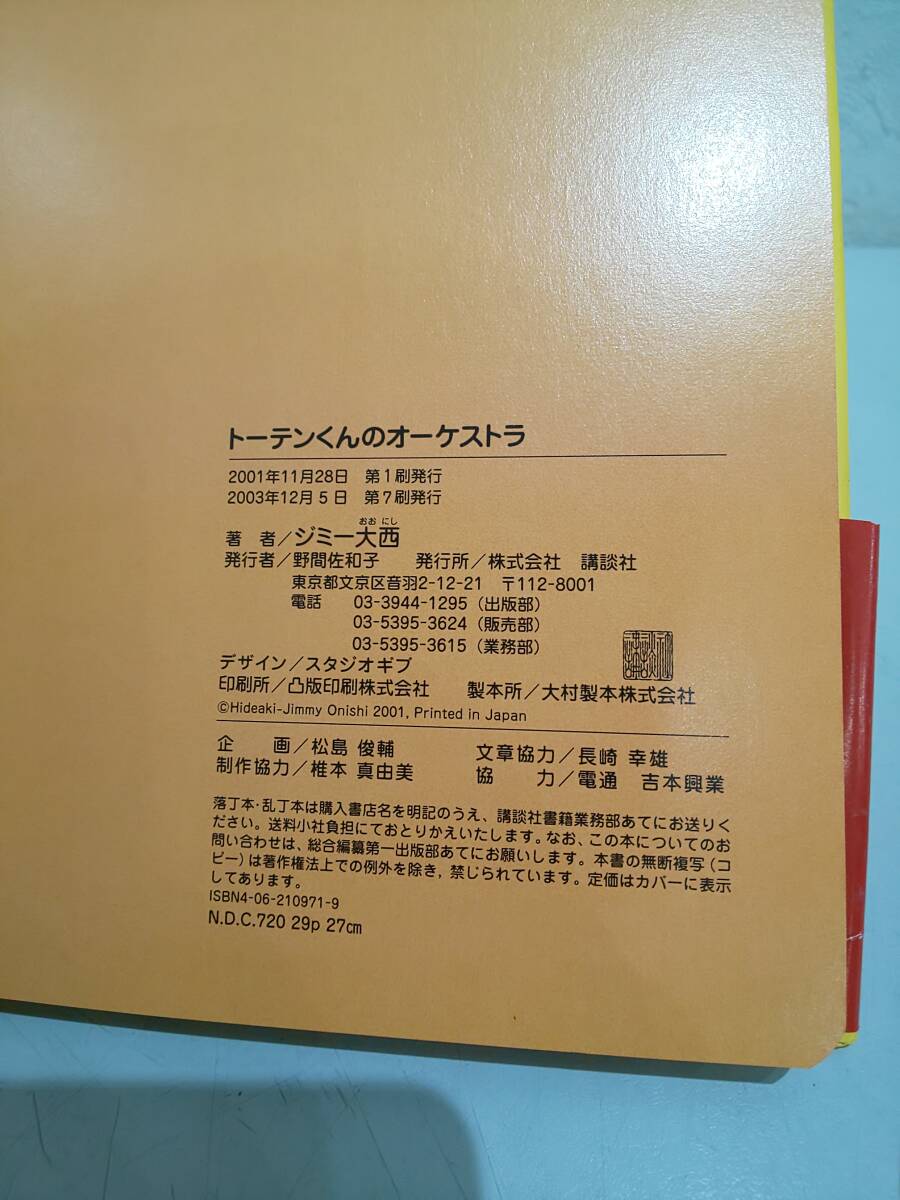 トーテンくんのオーケストラ
2001年11月28日　第1刷発行
2003年12月5日　第7刷発行
おお にし
著　者／ジミー大西
発行者／野間佐和子　発行所／株式会社　講談社
東京都文京区音羽2-12-21　〒112-8001
電話　03-3944-1295（出版部）
03-5395-3624（販売部）
03-5395-3615（業務部）
デザイン／スタジオギブ
印刷所／凸版印刷株式会社　製本所／大村製本株式会社
©Hideaki-Jimmy Onishi 2001, Printed in Japan
企　画／松島 俊輔　文章協力／長崎 幸雄
制作協力／椎本 真由美　協　力／電通　吉本興業
落丁本・乱丁本は購入書店名を明記のうえ、講談社書籍業務部あてにお送りく
ださい。送料小社負担にておとりかえいたします。なお、この本についてのお
問い合わせは、総合編纂第一出版部あてにお願いします。本書の無断複写（コ
ピー）は著作権法上での例外を除き，禁じられています。定価はカバーに表示
してあります。
ISBN4-06-210971-9
N.D.C.720 29p 27cm